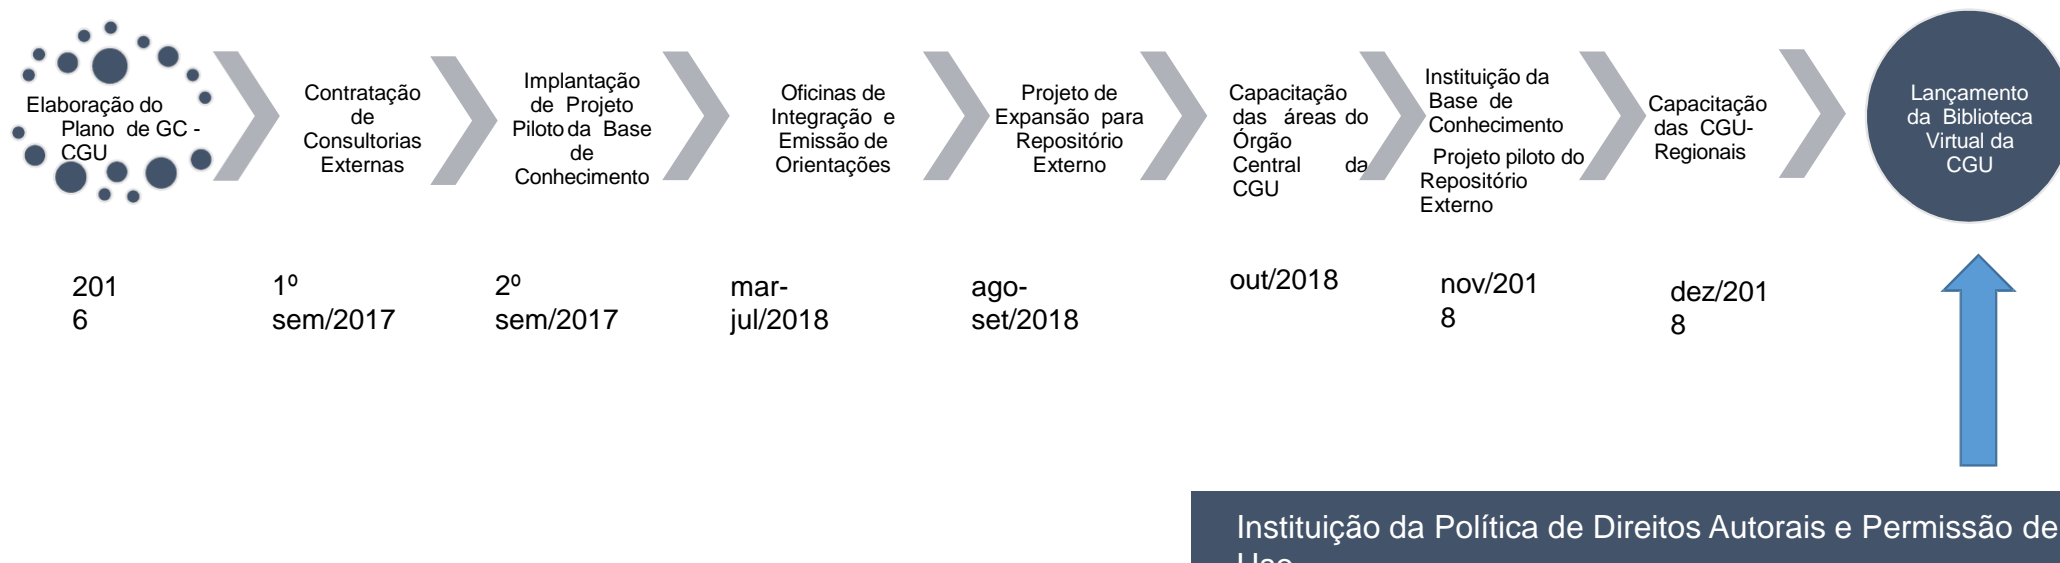 Elaboração do
Plano de GC -
CGU
Contratação
de
Consultorias
Externas
Implantação
de Projeto
Piloto da Base
de
Conhecimento
Oficinas de
Integração e
Emissão de
Orientações
Projeto de
Expansão para
Repositório
Externo
Capacitação
das áreas do
Órgão
Central da
CGU
Instituição da
Base de
Conhecimento
Projeto piloto do
Repositório
Externo
Capacitação
das CGU-
Regionais
Lançamento
da Biblioteca
Virtual da
CGU
201
6
1º
sem/2017
2º
sem/2017
mar-
jul/2018
ago-
set/2018
out/2018
nov/201
8
dez/201
8
Instituição da Política de Direitos Autorais e Permissão de
Uso